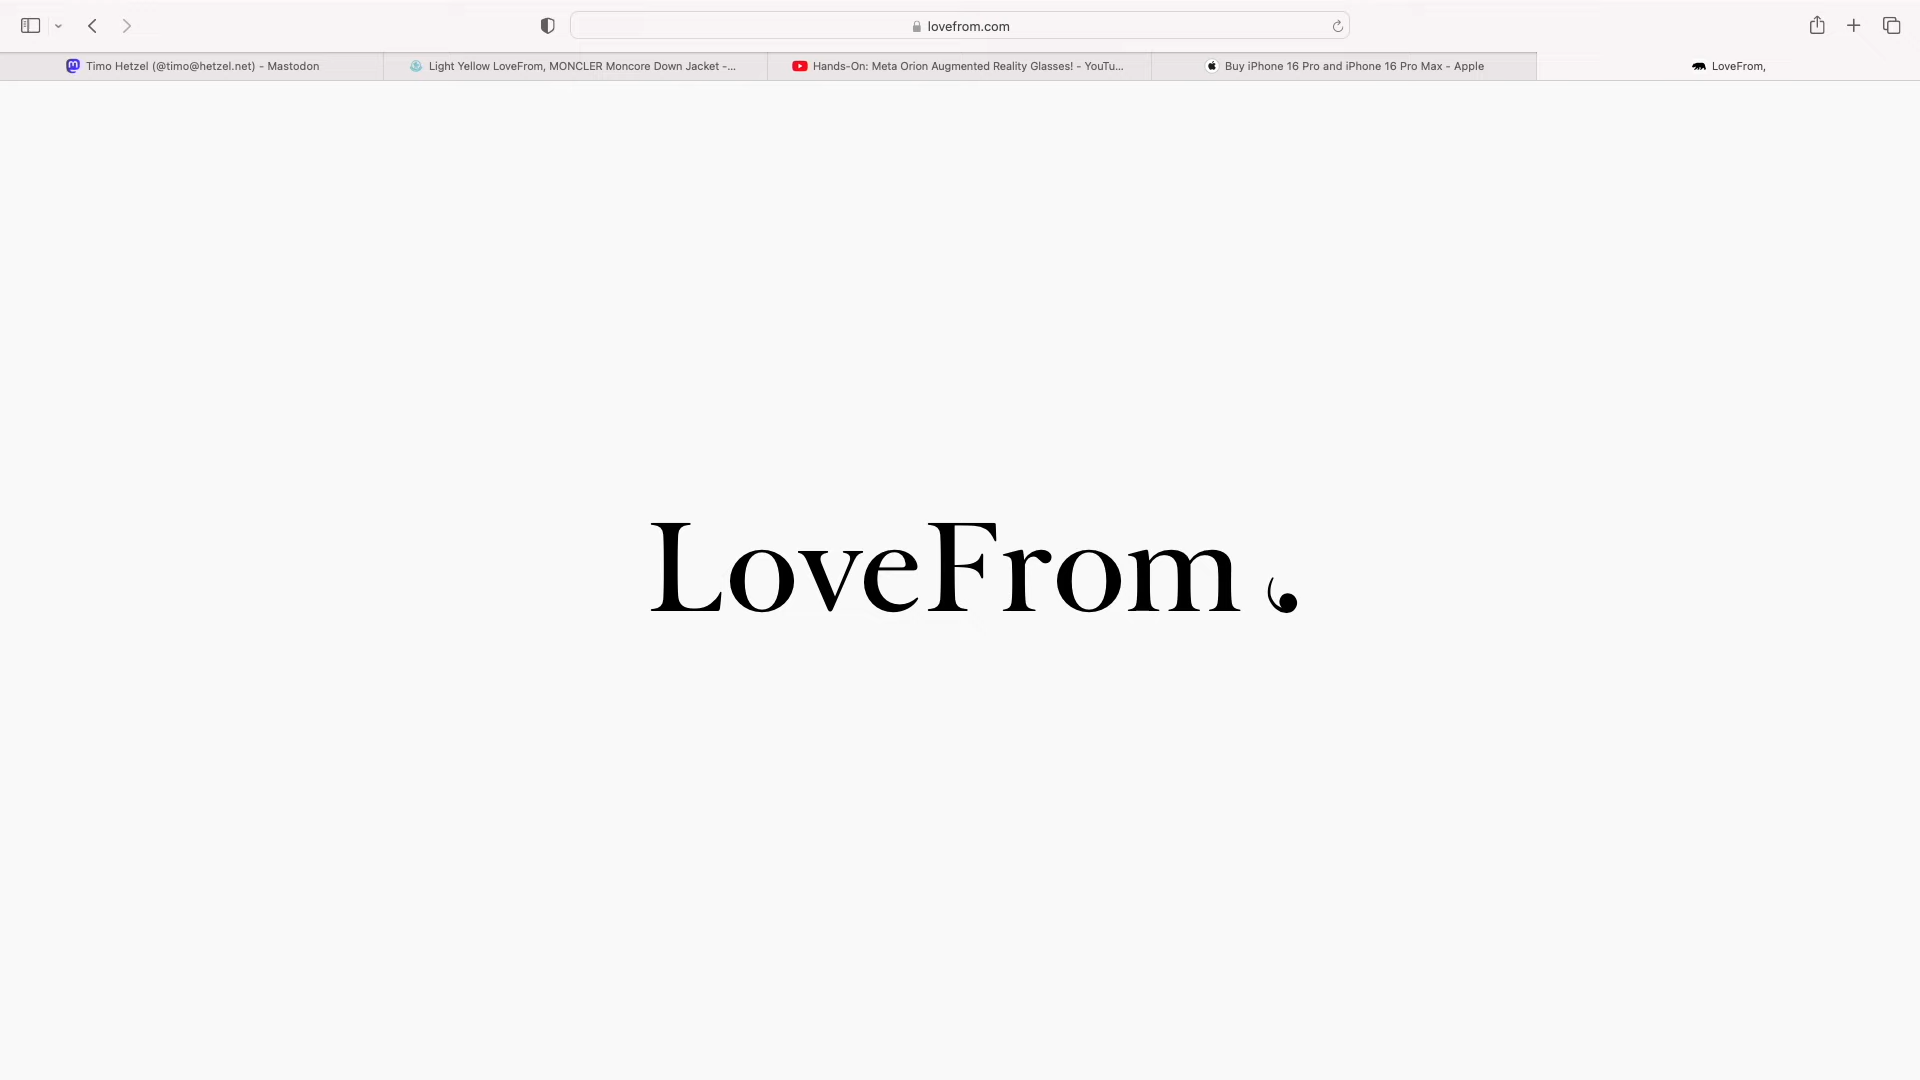 lovefrom.com
Timo Hetzel (@timo@hetzel.net) - Mastodon
Light Yellow LoveFrom, MONCLER Moncore Down Jacket -...
Hands-On: Meta Orion Augmented Reality Glasses! - YouTu...
Buy iPhone 16 Pro and iPhone 16 Pro Max - Apple
LoveFrom,
LoveFrom,